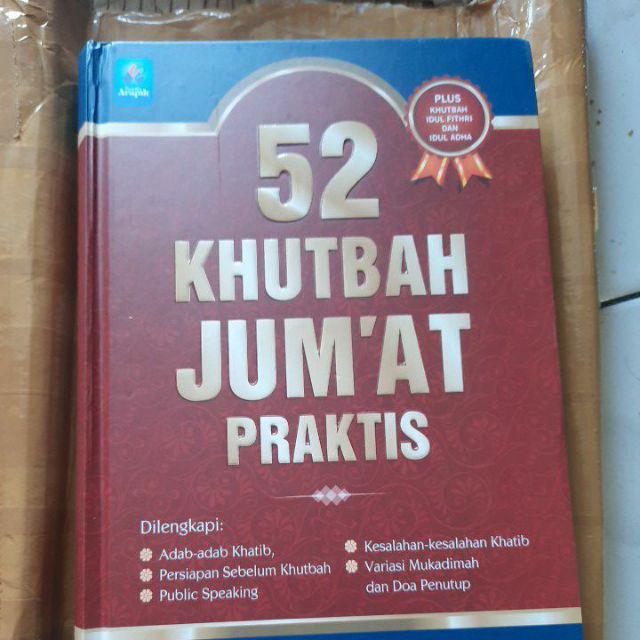 Arafah
PLUS
KHUTBAH
IDUL FITHRI
DAN
IDUL ADHA
52
KHUTBAH
JUM'AT
PRAKTIS
Dilengkapi:
Adab-adab Khatib,
Persiapan Sebelum Khutbah
Public Speaking
Kesalahan-kesalahan Khatib
Variasi Mukadimah
dan Doa Penutup